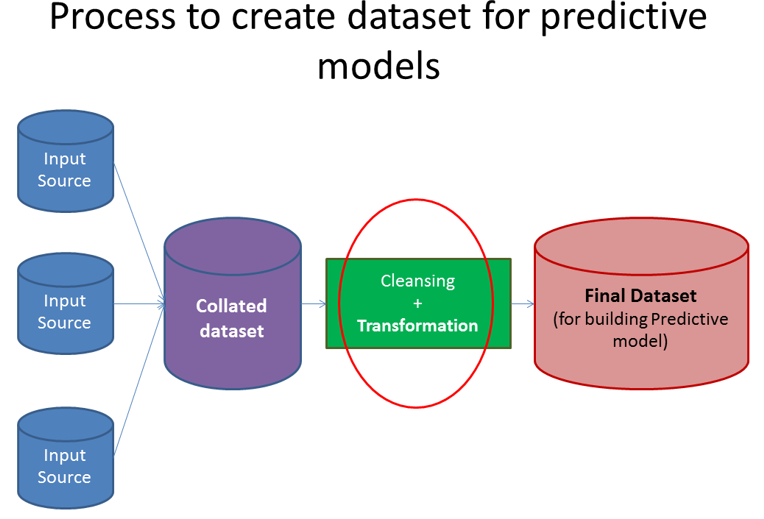 Process to create dataset for predictive
models
Input
Source
Input
Source
Input
Source
Collated
dataset
Cleansing
+
Transformation
Final Dataset
(for building Predictive
model)